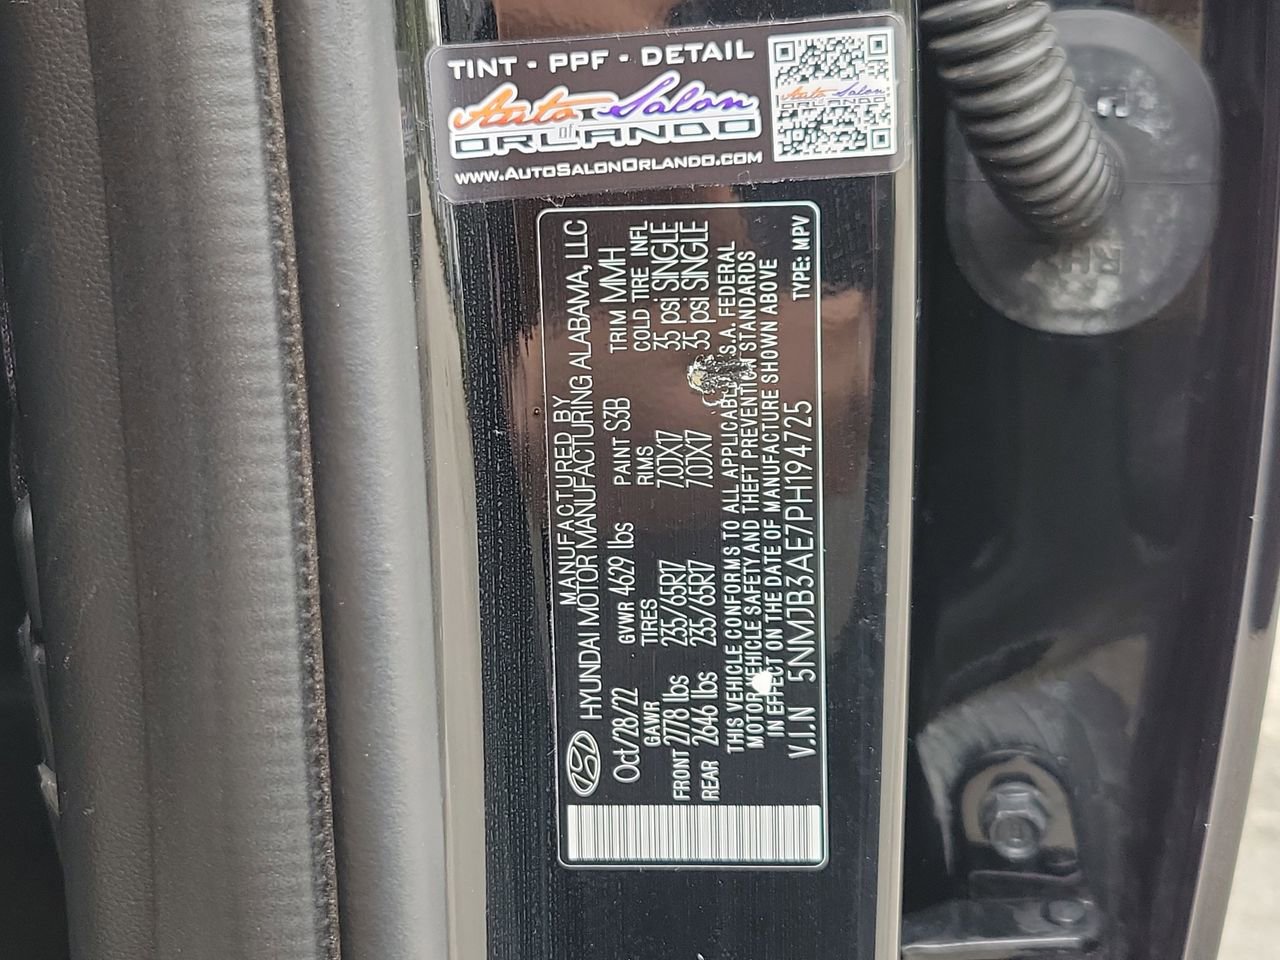 TINT - PPF - DETAIL
Auto Salon
of
ORLANDO
WWW.AUTOSALONORLANDO.COM
Auto Salon
ORLANDO
MANUFACTURED BY
HYUNDAI MOTOR MANUFACTURING ALABAMA, LLC
Oct/28/22 GVWR 4629 lbs PAINT S3B TRIM MMH
GAWR TIRES RIMS COLD TIRE INFL
FRONT 2778 lbs 235/65R17 7.0JX17 35 psi SINGLE
REAR 2646 lbs 235/65R17 7.0JX17 35 psi SINGLE
THIS VEHICLE CONFORMS TO ALL APPLICABLE U.S.A. FEDERAL
MOTOR VEHICLE SAFETY AND THEFT PREVENTION STANDARDS
IN EFFECT ON THE DATE OF MANUFACTURE SHOWN ABOVE
V.I.N 5NMJB3AE7PH194725 TYPE: MPV